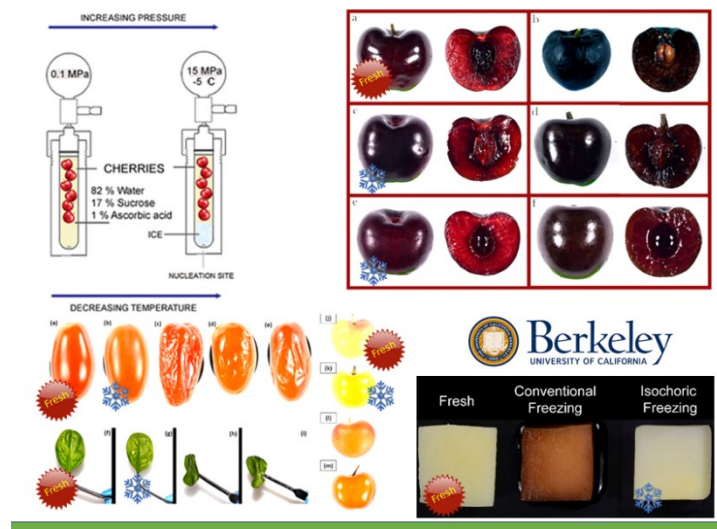 INCREASING PRESSURE
0.1 MPa
15 MPa
-5 C
CHERRIES
82 % Water
17 % Sucrose
1 % Ascorbic acid
ICE
NUCLEATION SITE
DECREASING TEMPERATURE
a
b
Fresh
c
d
e
f
(a)
(b)
(c)
(d)
(e)
Fresh
(f)
(g)
(h)
(i)
Fresh
(j)
Fresh
(k)
(l)
(m)
Berkeley
UNIVERSITY OF CALIFORNIA
Fresh
Conventional
Freezing
Isochoric
Freezing
Fresh